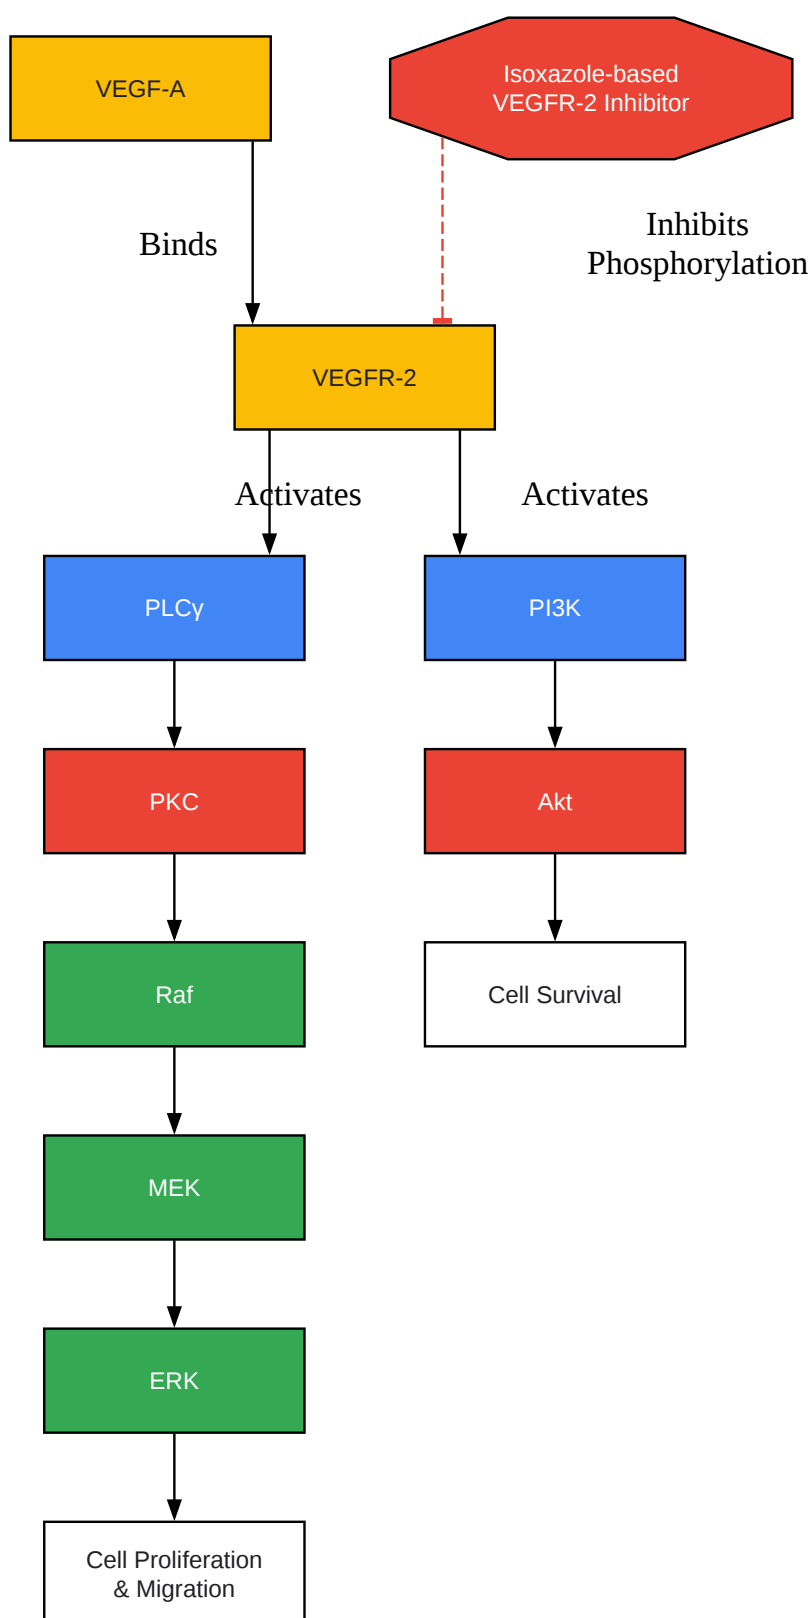 VEGF-A
Isoxazole-based
VEGFR-2 Inhibitor
Binds
Inhibits
Phosphorylation
VEGFR-2
Activates
Activates
PLCγ
PI3K
PKC
Akt
Raf
Cell Survival
MEK
ERK
Cell Proliferation
& Migration